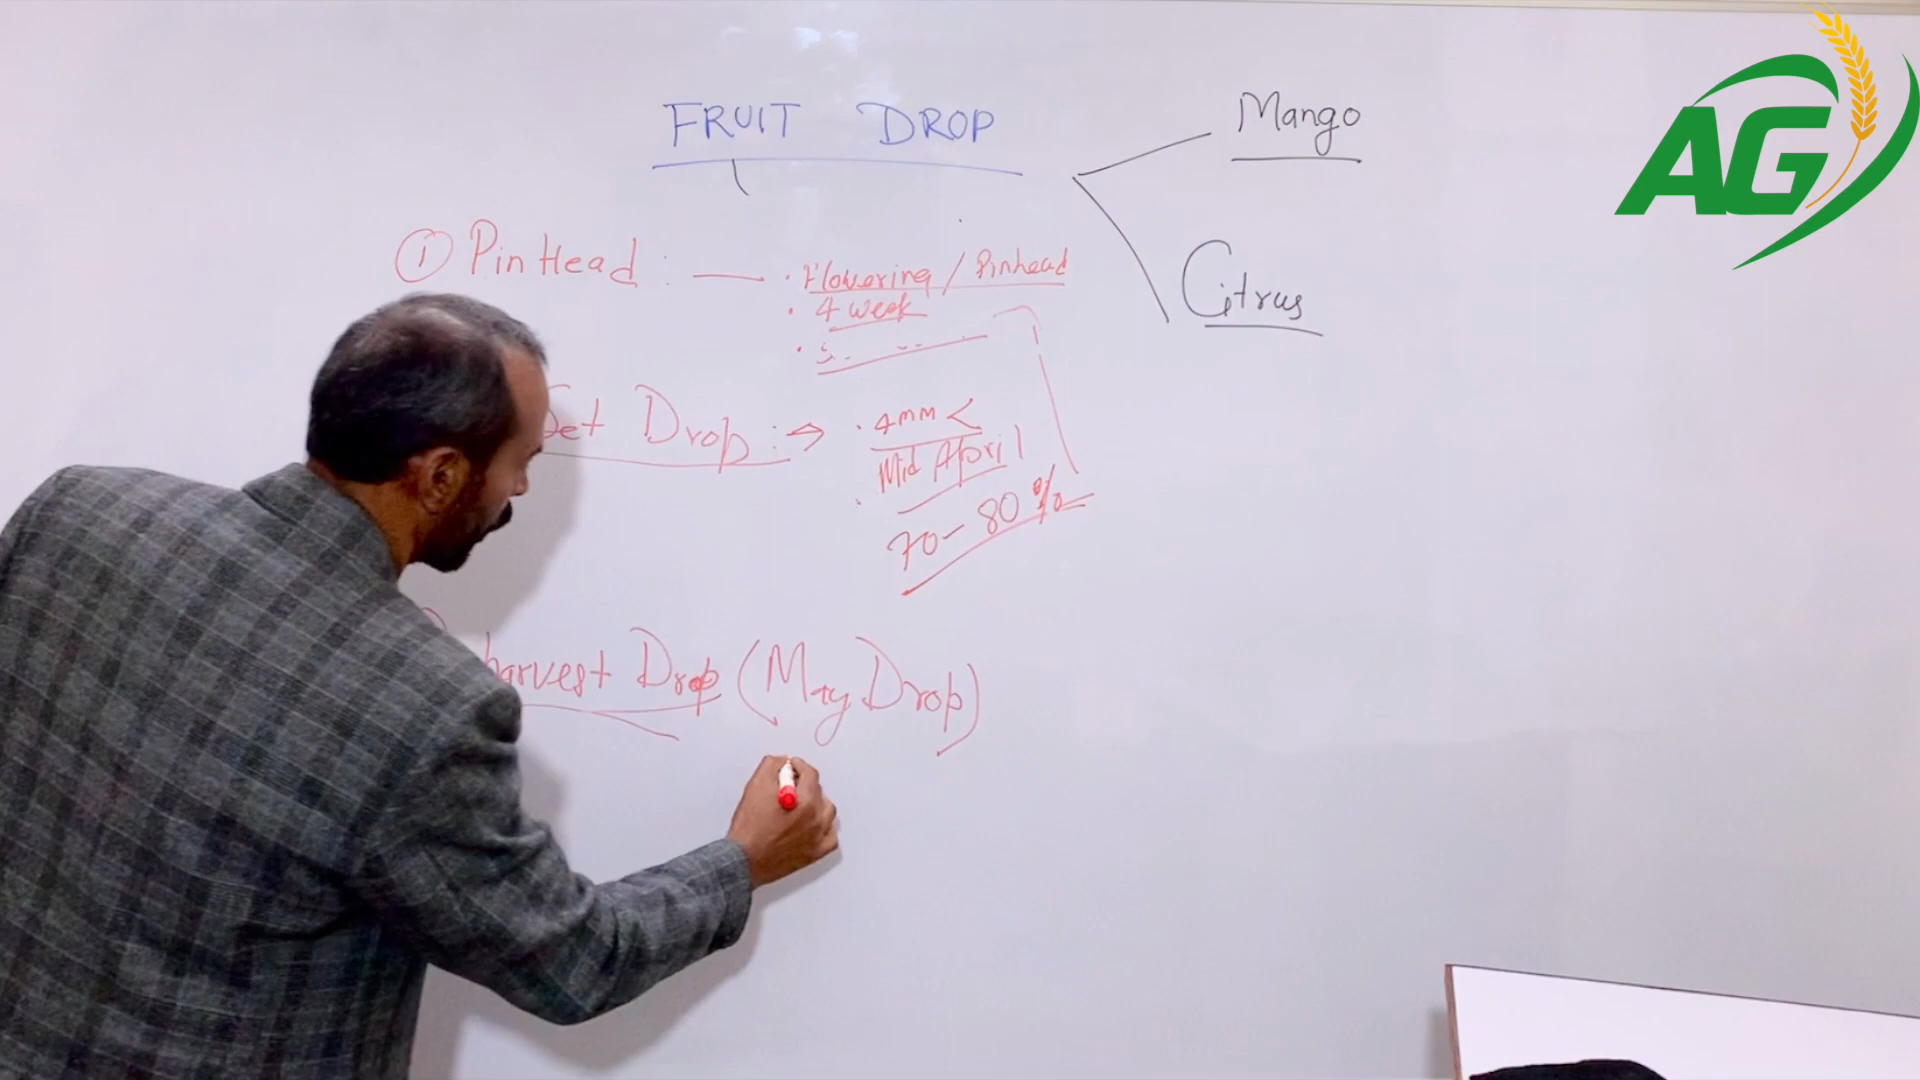 FRUIT DROP
Mango
Citrus
① Pin Head : — . Flowering / Pinhead
. 4 week
Set Drop : → . 4mm <
. Mid April
70-80%
harvest Drop (May Drop)
AG